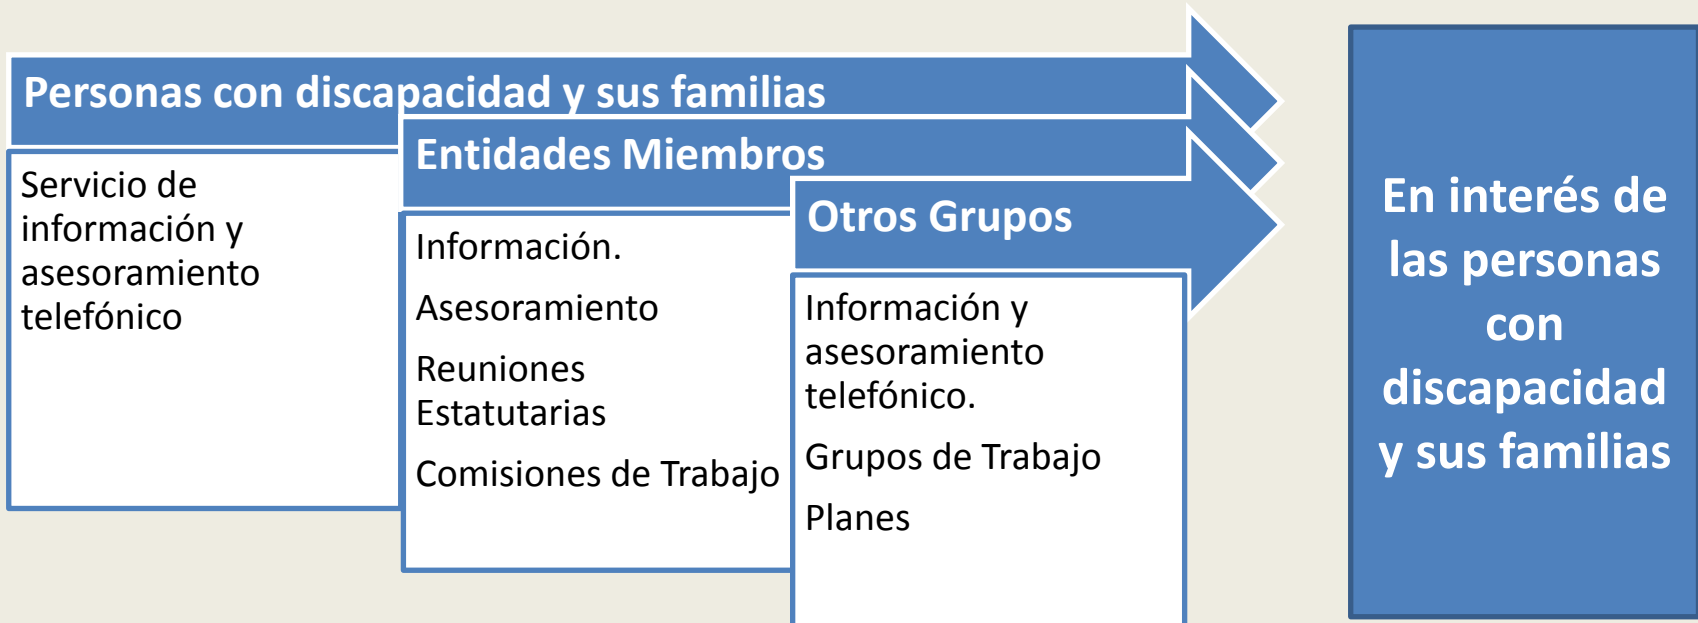 Personas con discapacidad y sus familias
Servicio de
información y
asesoramiento
telefónico
Entidades Miembros
Información.
Asesoramiento
Reuniones
Estatutarias
Comisiones de Trabajo
Otros Grupos
Información y
asesoramiento
telefónico.
Grupos de Trabajo
Planes
En interés de
las personas
con
discapacidad
y sus familias